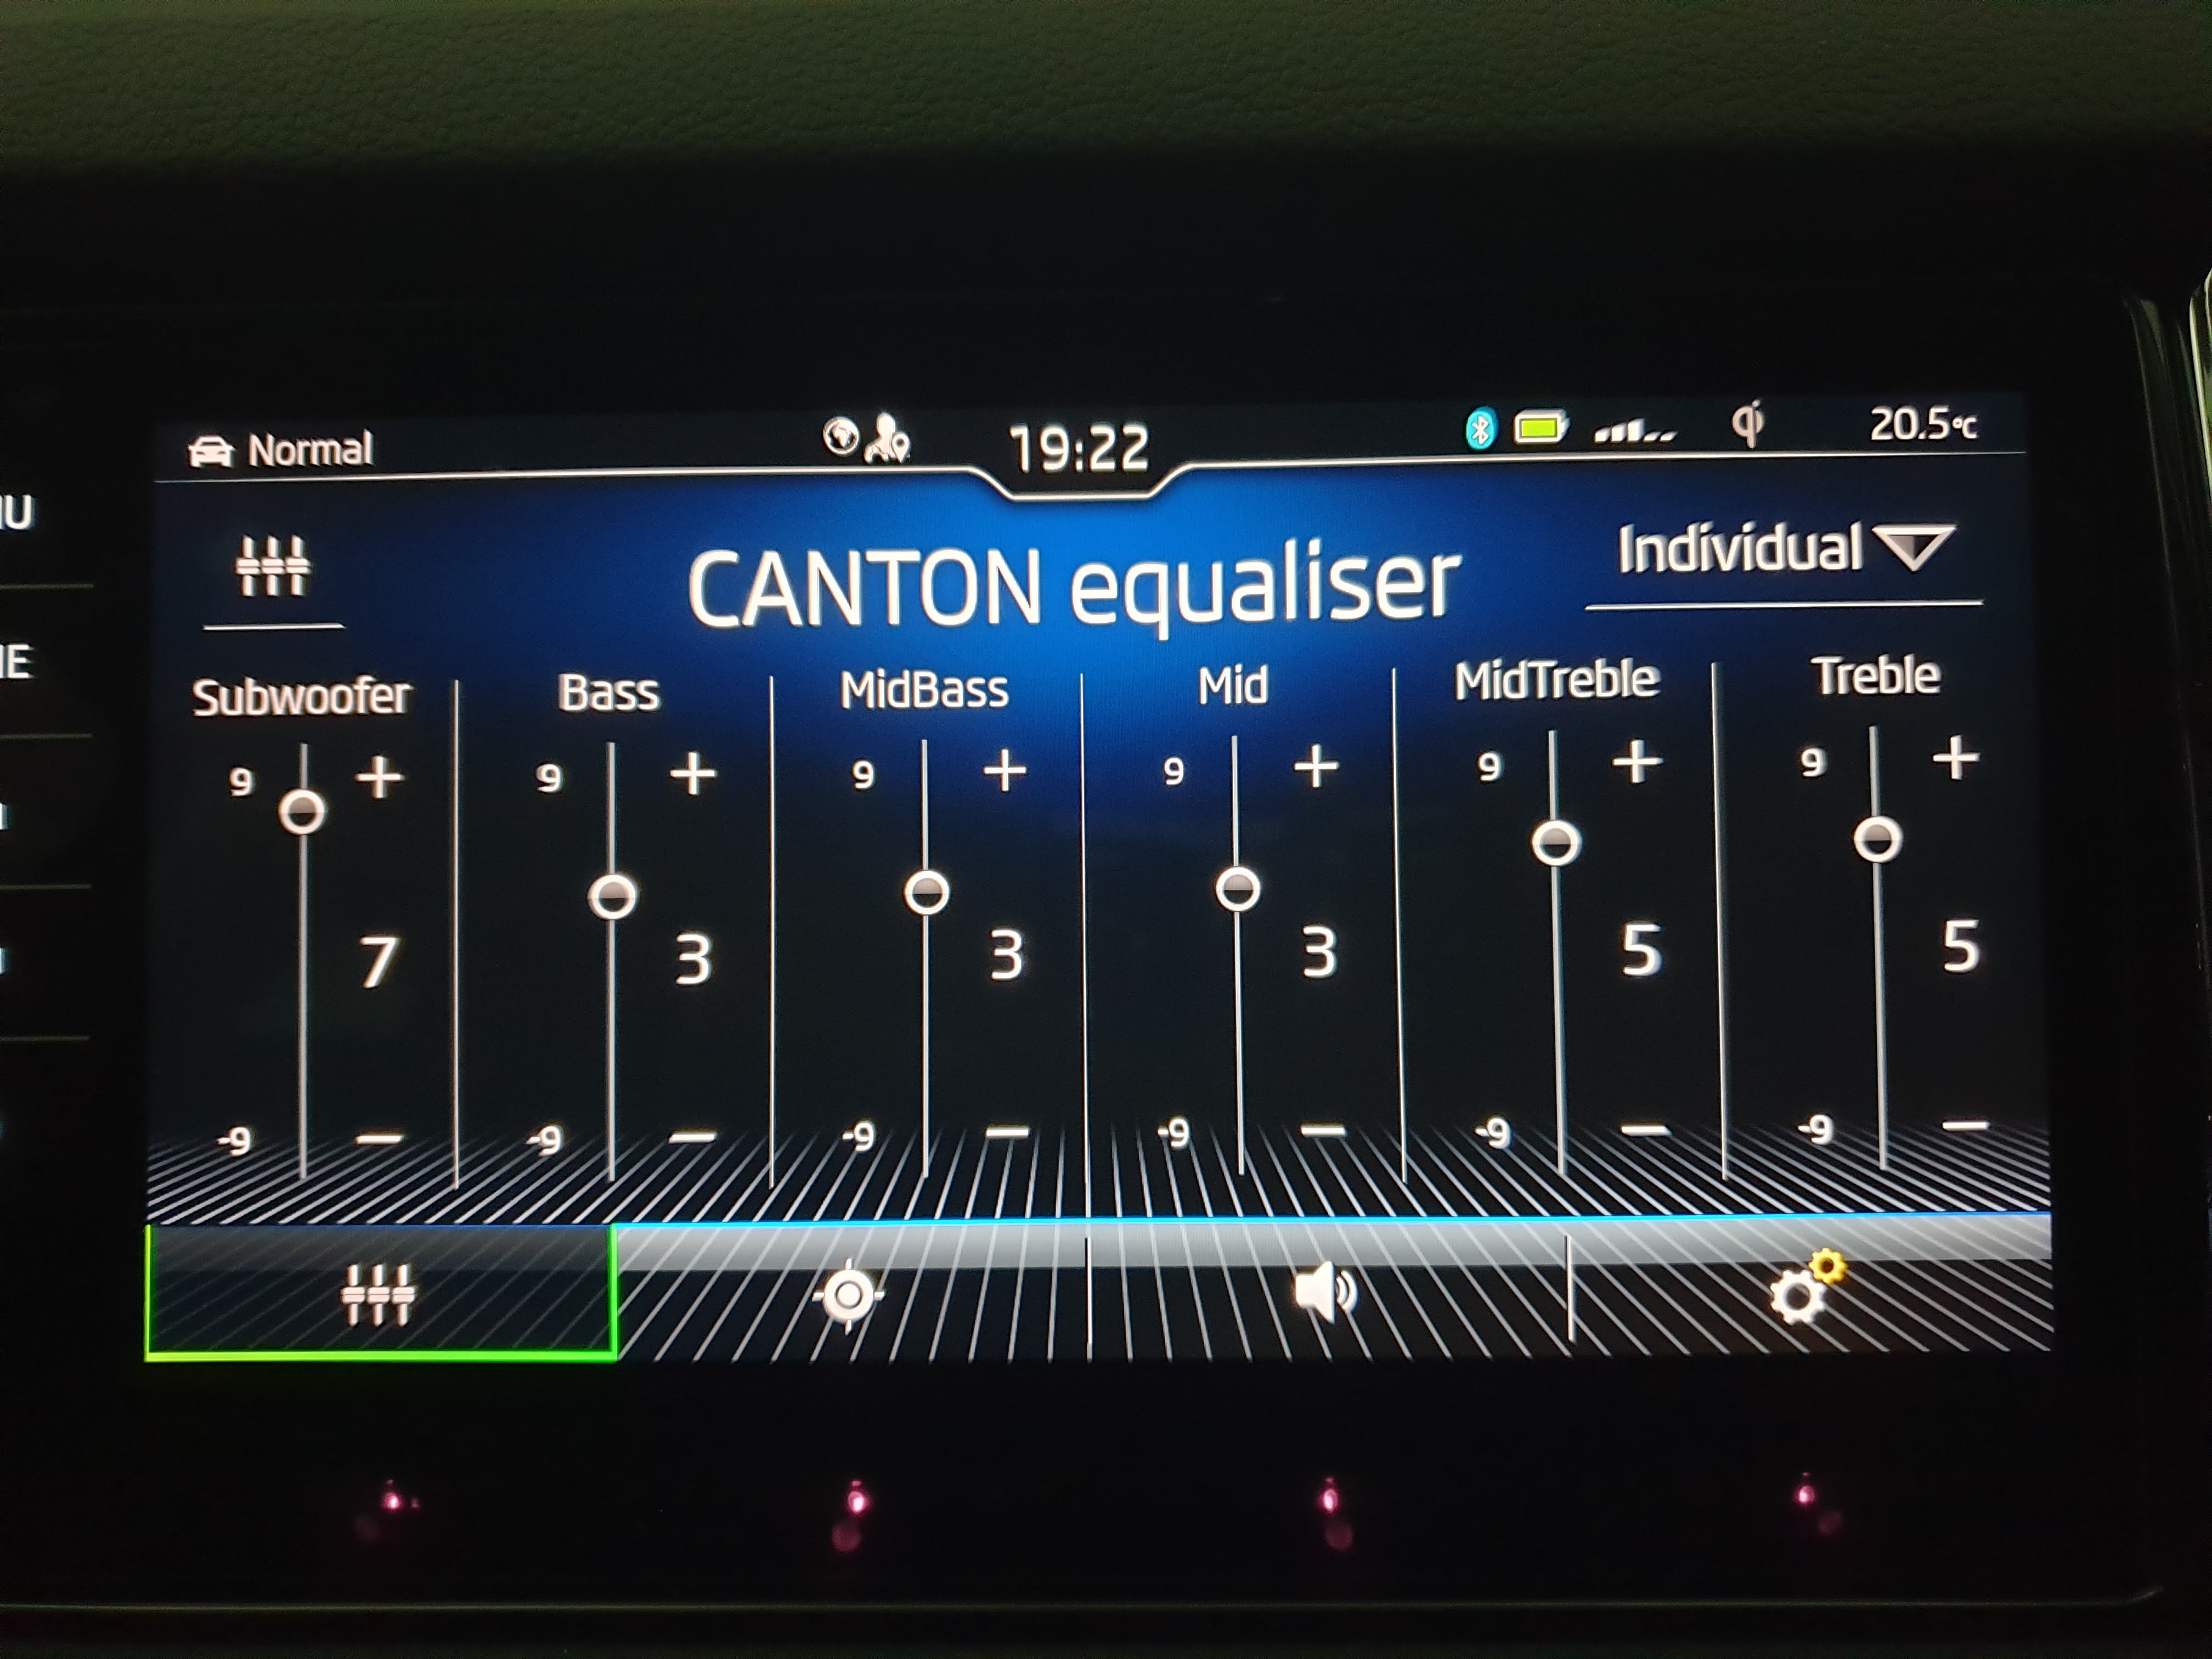 Normal 19:22 20.5°C
CANTON equaliser Individual
Subwoofer Bass MidBass Mid MidTreble Treble
9 + 9 + 9 + 9 + 9 + 9 +
7 3 3 3 5 5
-9 − -9 − -9 − -9 − -9 − -9 −